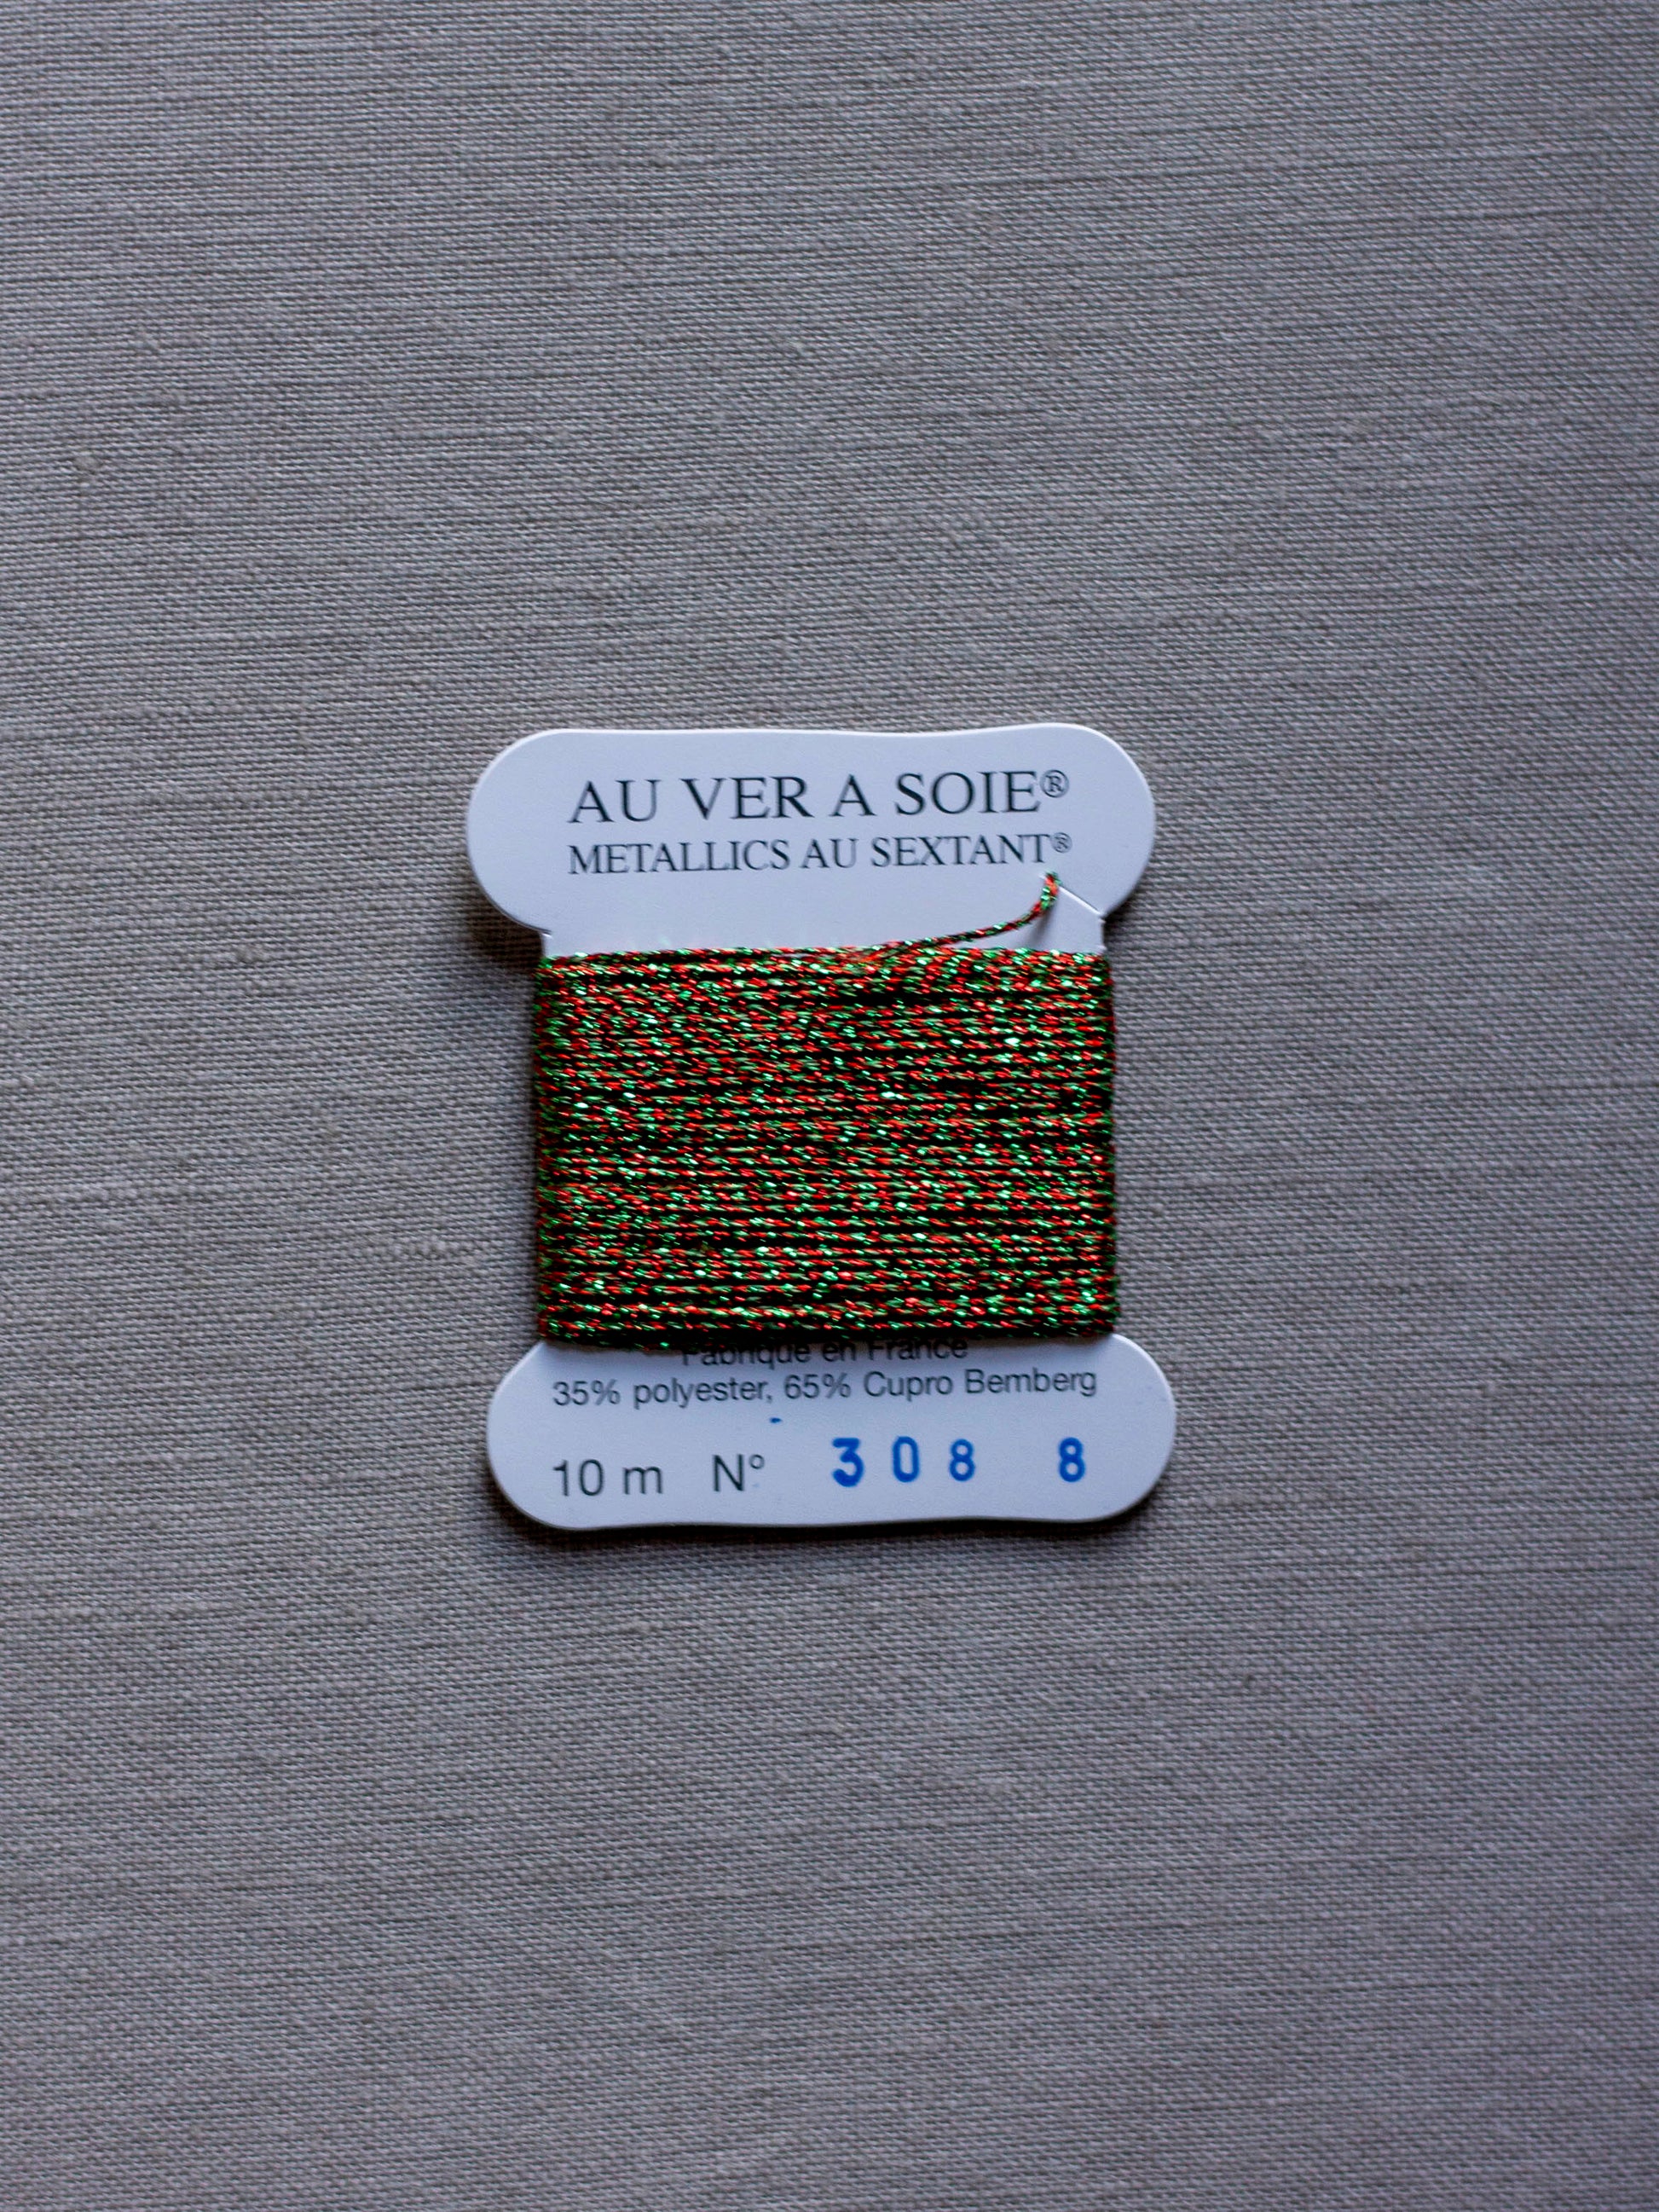 AU VER A SOIE®
METALLICS AU SEXTANT®
Fabriqué en France
35% polyester, 65% Cupro Bemberg
10 m N° 308 8